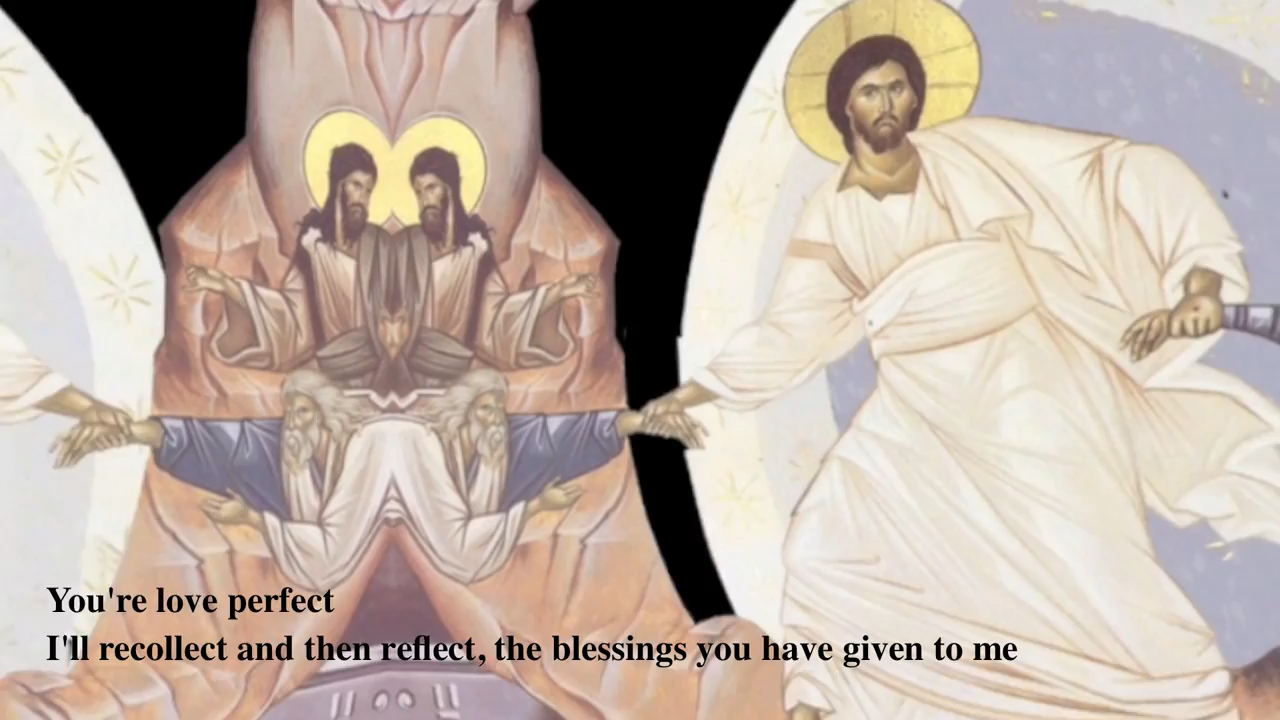 You're love perfect
I'll recollect and then reflect, the blessings you have given to me